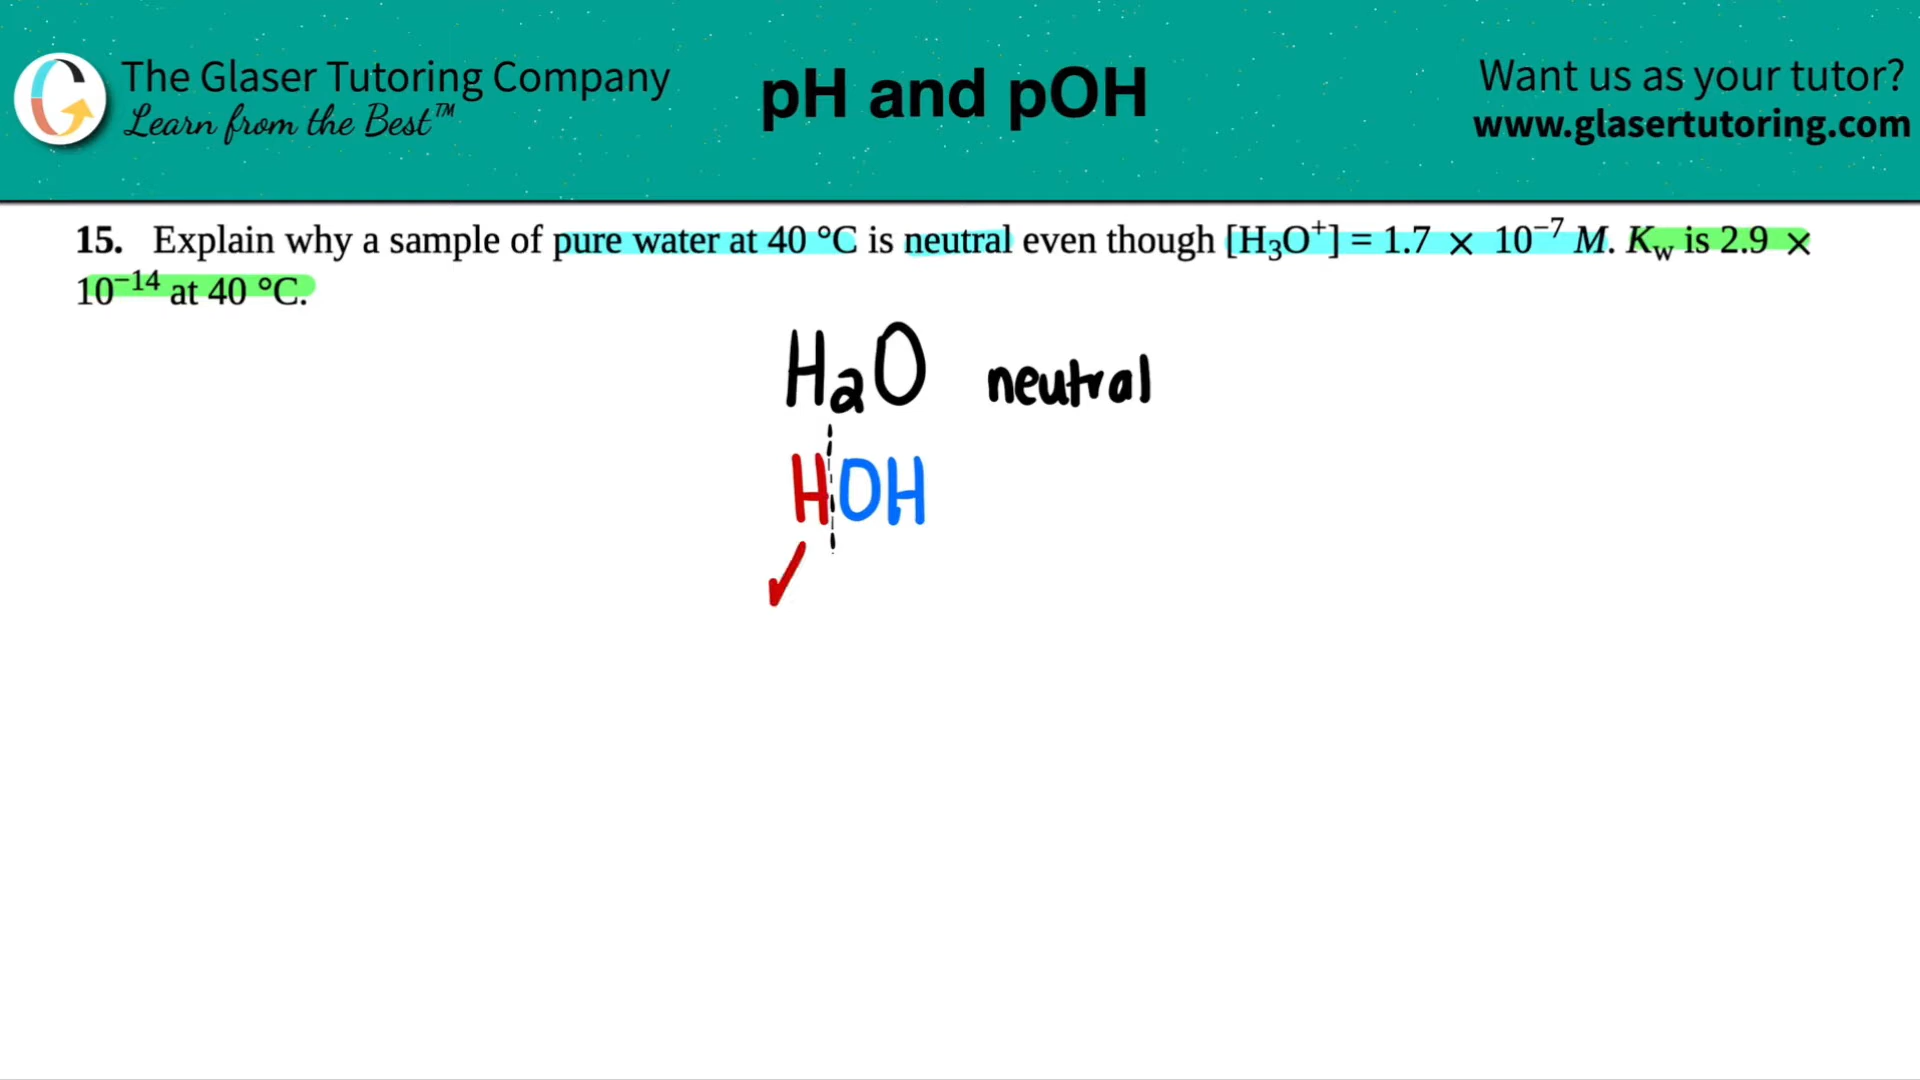 The Glaser Tutoring Company
Learn from the Best™
pH and pOH
Want us as your tutor?
www.glasertutoring.com
15. Explain why a sample of pure water at 40 °C is neutral even though [H₃O⁺] = 1.7 × 10⁻⁷ M. K_w is 2.9 ×
10⁻¹⁴ at 40 °C.
H₂O neutral
HOH